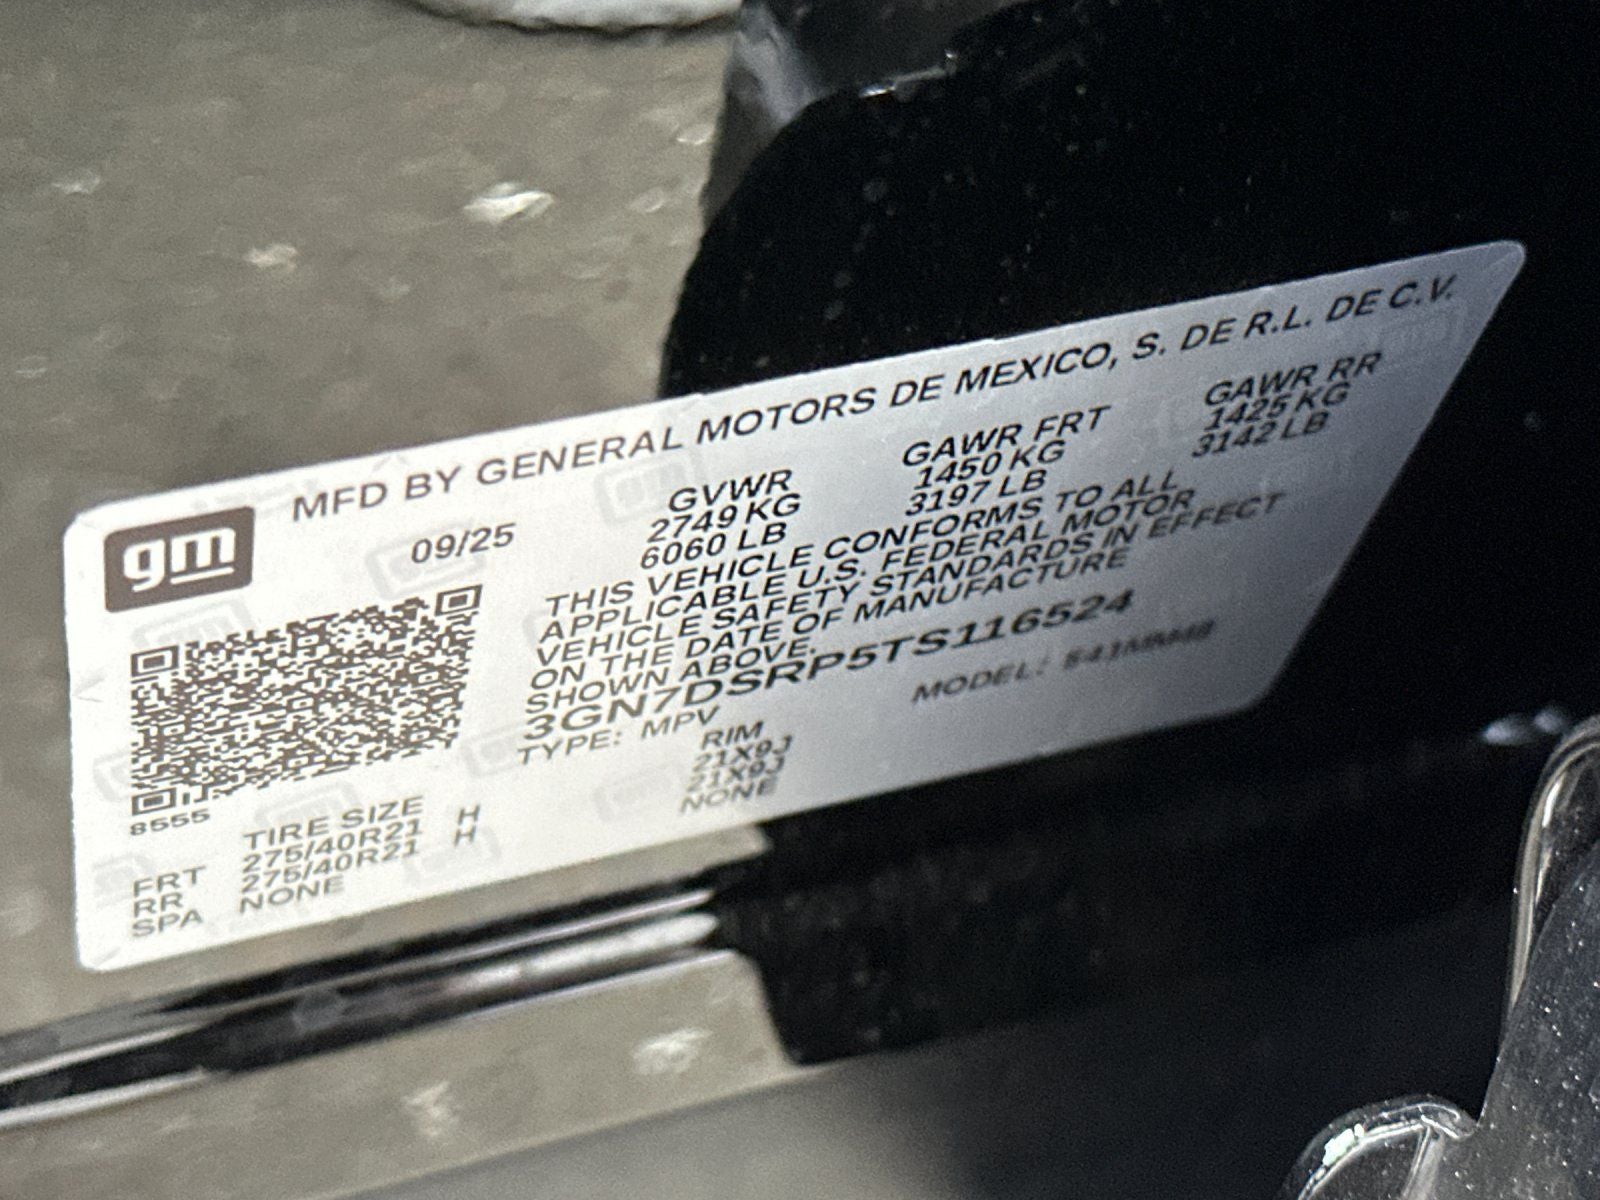 MFD BY GENERAL MOTORS DE MEXICO, S. DE R.L. DE C.V.
gm
09/25
GVWR GAWR FRT GAWR RR
2749 KG 1450 KG 1425 KG
6060 LB 3197 LB 3142 LB
THIS VEHICLE CONFORMS TO ALL
APPLICABLE U.S. FEDERAL MOTOR
VEHICLE SAFETY STANDARDS IN EFFECT
ON THE DATE OF MANUFACTURE
SHOWN ABOVE.
3GN7DSRP5TS116524
TYPE: MPV MODEL:
8555
TIRE SIZE RIM
FRT 275/40R21 H 21X9J
RR 275/40R21 H 21X9J
SPA NONE NONE